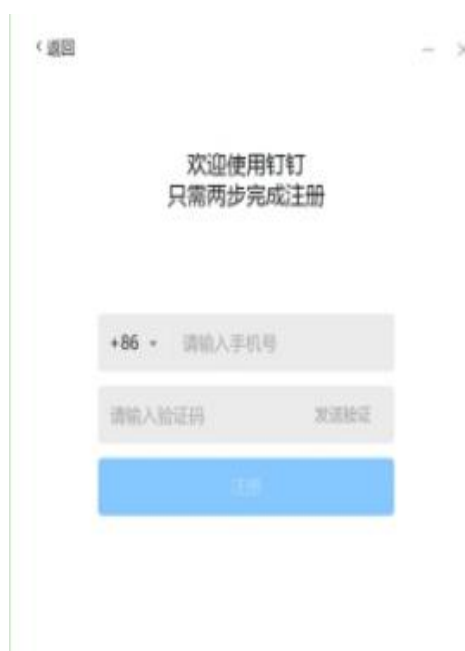 返回
欢迎使用钉钉
只需两步完成注册
+86 请输入手机号
请输入验证码 发送验证
注册